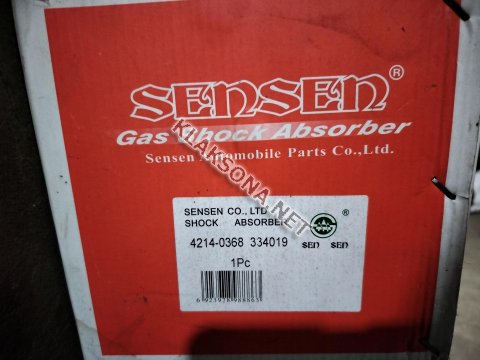 SENSEN®
Gas Shock Absorber
Sensen Automobile Parts Co.,Ltd.
KLAKSONA.NET
SENSEN CO., LTD
SHOCK ABSORBER
®
4214-0368 334019
SEN SEN
1Pc